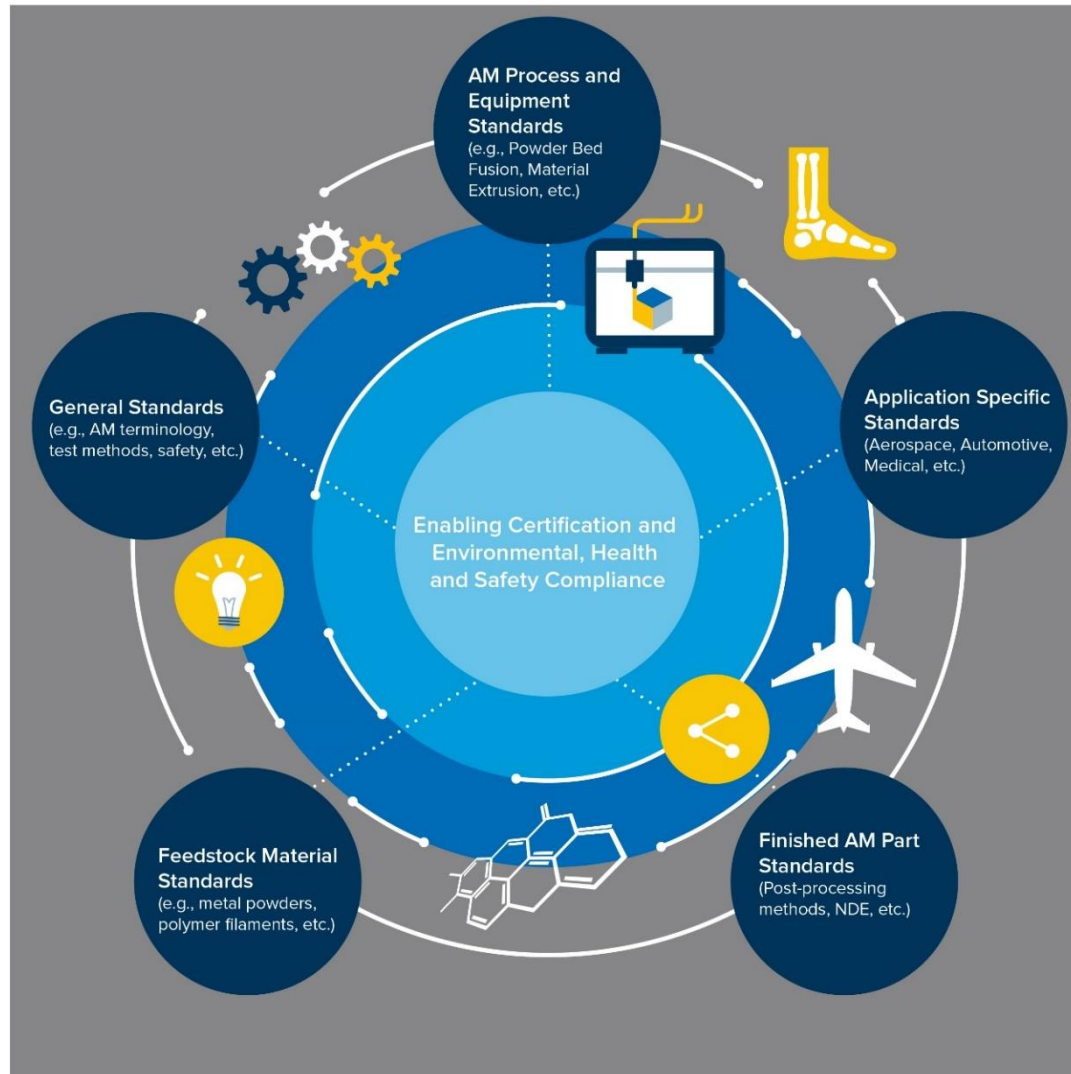 AM Process and
Equipment
Standards
(e.g., Powder Bed
Fusion, Material
Extrusion, etc.)
General Standards
(e.g., AM terminology,
test methods, safety, etc.)
Application Specific
Standards
(Aerospace, Automotive,
Medical, etc.)
Enabling Certification and
Environmental, Health
and Safety Compliance
Feedstock Material
Standards
(e.g., metal powders,
polymer filaments, etc.)
Finished AM Part
Standards
(Post-processing
methods, NDE, etc.)